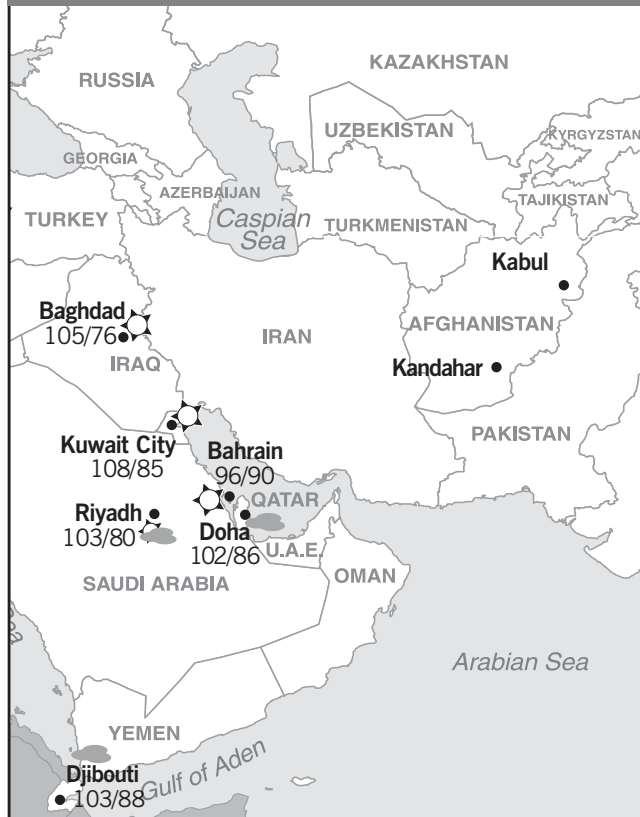 KAZAKHSTAN
RUSSIA
UZBEKISTAN
KYRGYZSTAN
GEORGIA
AZERBAIJAN
TAJIKISTAN
TURKEY
Caspian
Sea
TURKMENISTAN
Kabul
Baghdad
105/76
IRAQ
IRAN
AFGHANISTAN
Kandahar
PAKISTAN
Kuwait City
108/85
Bahrain
96/90
QATAR
Riyadh
103/80
Doha
102/86
U.A.E.
SAUDI ARABIA
OMAN
Arabian Sea
YEMEN
Gulf of Aden
Djibouti
103/88